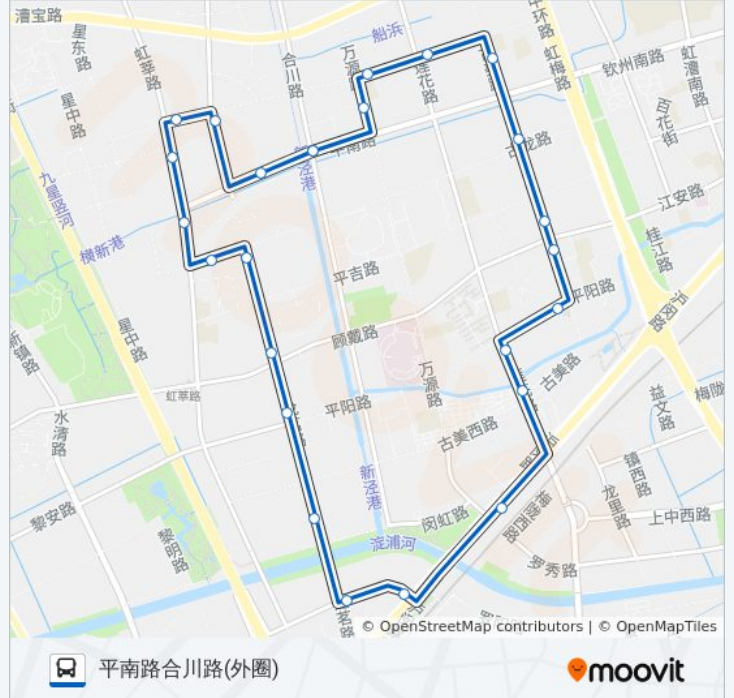 漕宝路
星东路
虹莘路
合川路
万源
船浜
莲花路
中环路
虹梅路
钦州南路
虹漕南路
星中路
百花街
平南路
新泾港
古龙路
九星竖河
横新港
江安路
桂江路
平吉路
平阳路
沪闵路
星中路
顾戴路
新镇路
万源路
古美路
虹莘路
平阳路
益文路
梅陇
水清路
古美西路
镇西路
新泾港
龙里路
梅陇西路
黎安路
闵虹路
上中西路
黎明路
淀浦河
罗秀路
茗路
© OpenStreetMap contributors | © OpenMapTiles
平南路合川路(外圈)
moovit